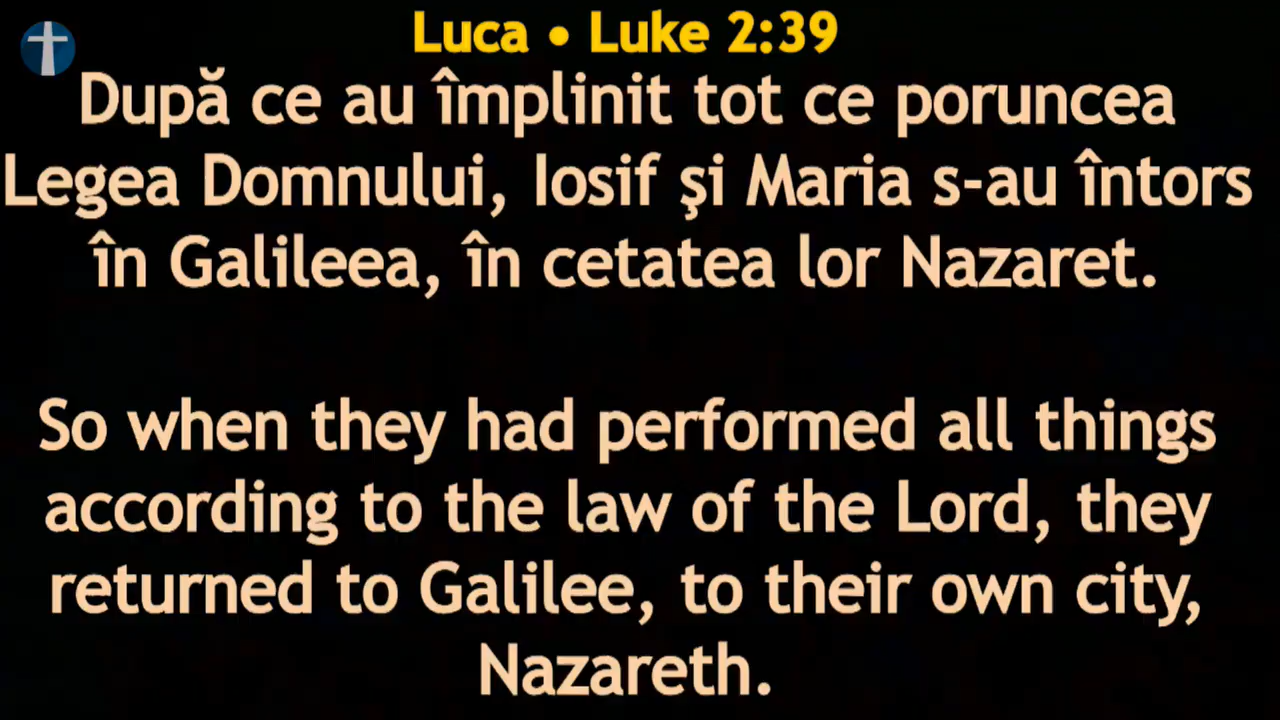 Luca • Luke 2:39
După ce au împlinit tot ce poruncea
Legea Domnului, Iosif şi Maria s-au întors
în Galileea, în cetatea lor Nazaret.
So when they had performed all things
according to the law of the Lord, they
returned to Galilee, to their own city,
Nazareth.